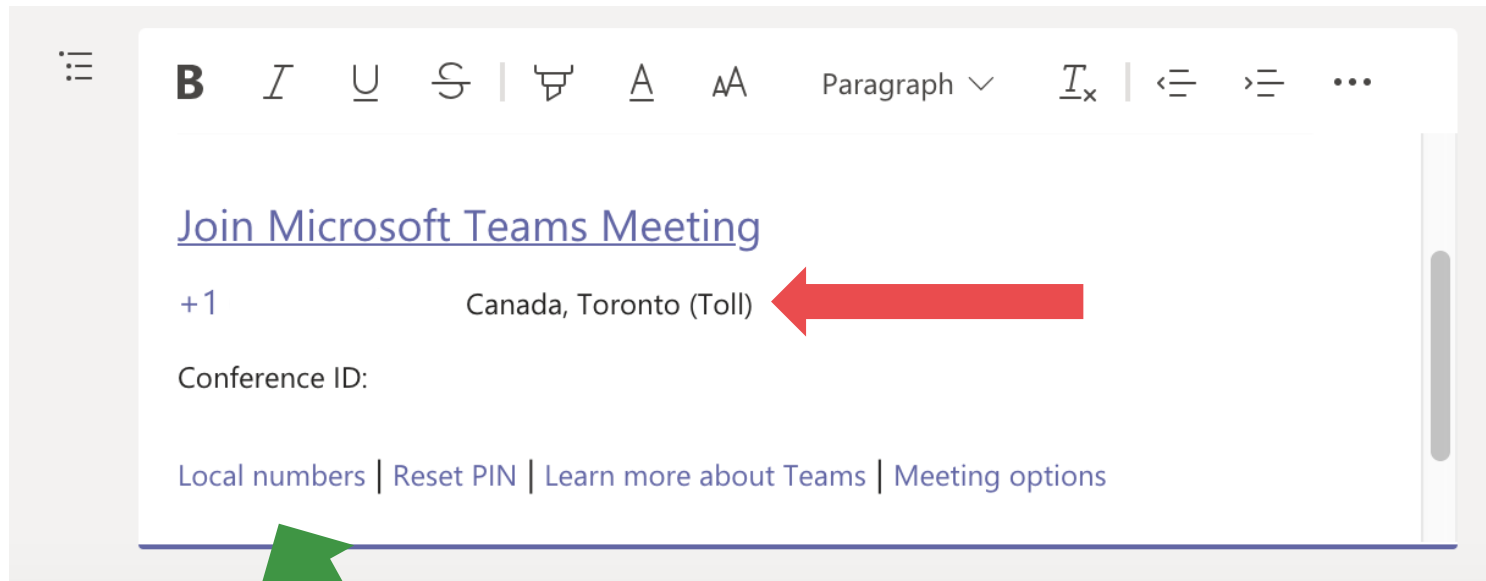 B I U S A AA Paragraph T
Join Microsoft Teams Meeting
+1 Canada, Toronto (Toll)
Conference ID:
Local numbers | Reset PIN | Learn more about Teams | Meeting options